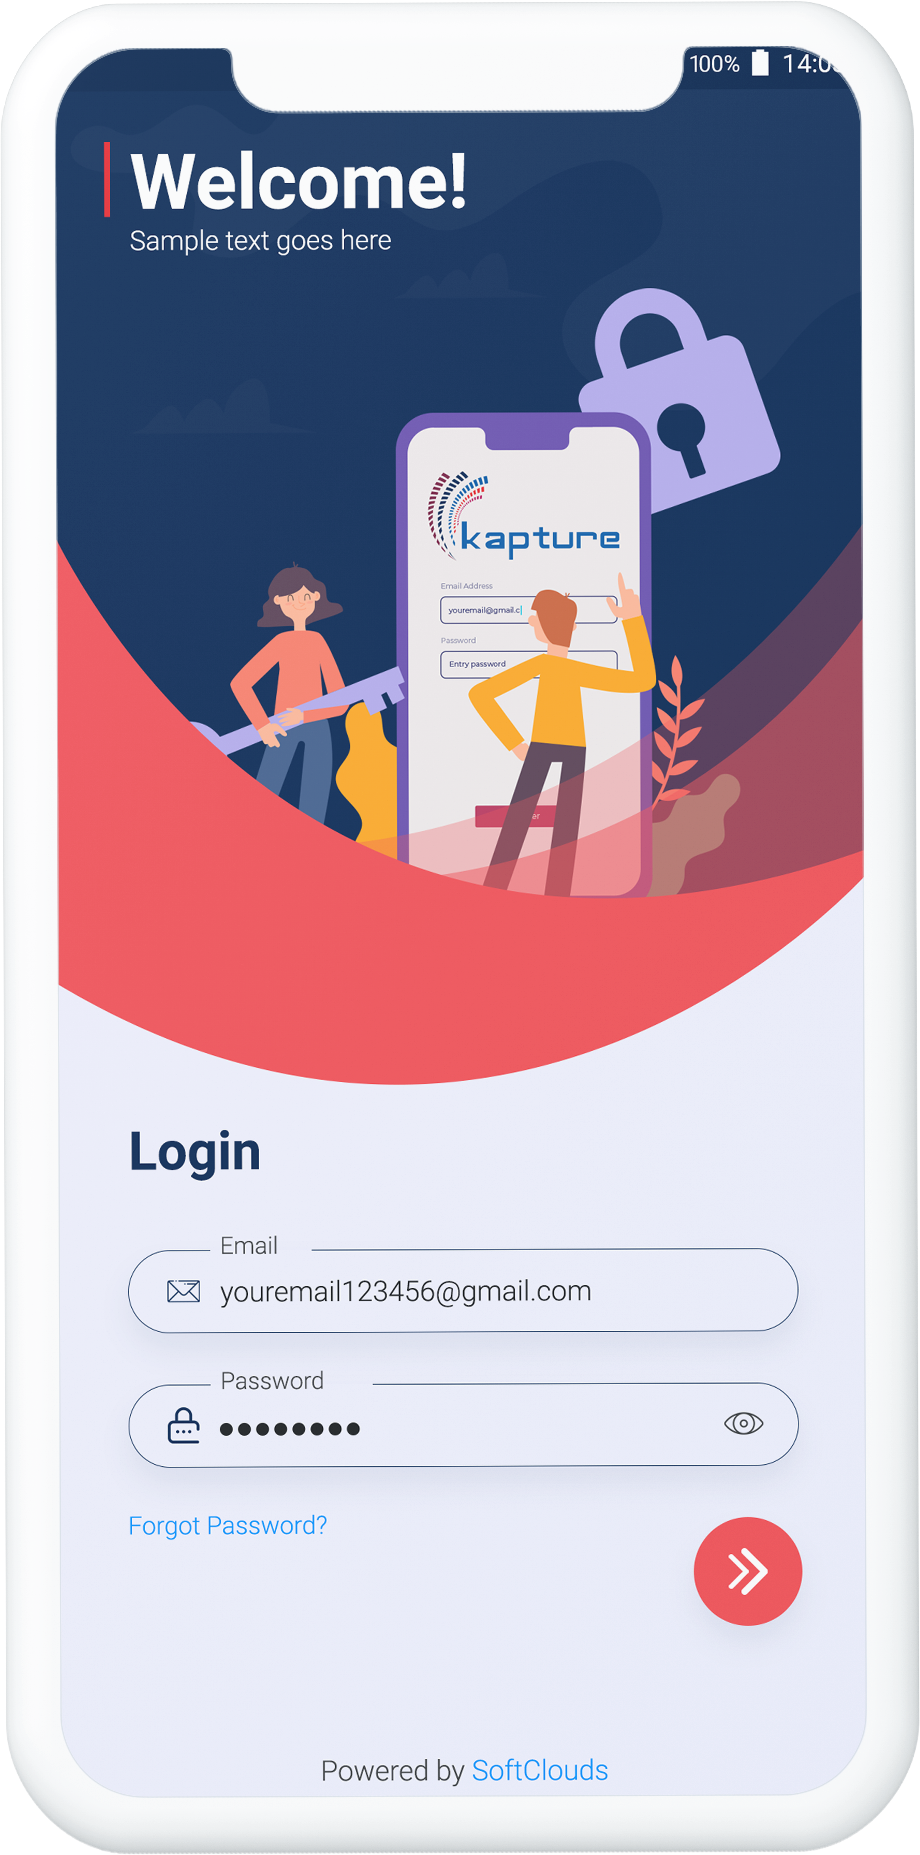 100%
Welcome!
Sample text goes here
kapture
Email Address
youremail@gmail.c
Password
Entry password
Login
Email
youremail123456@gmail.com
Password
Forgot Password?
Powered by SoftClouds